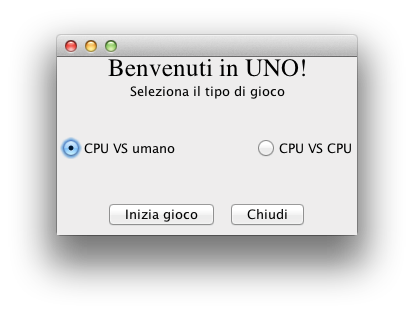 Benvenuti in UNO!
Seleziona il tipo di gioco
CPU VS umano CPU VS CPU
Inizia gioco Chiudi